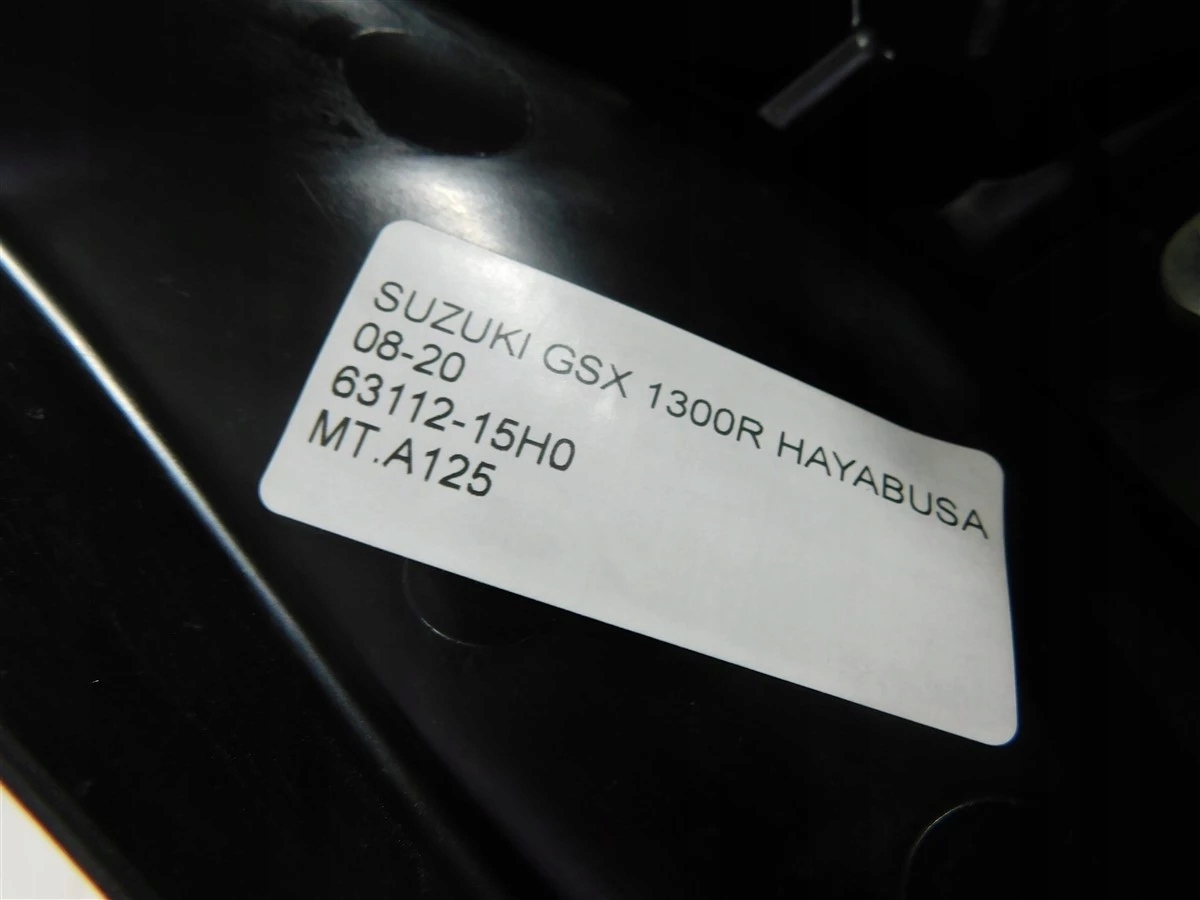 SUZUKI GSX 1300R HAYABUSA
08-20
63112-15H0
MT.A125